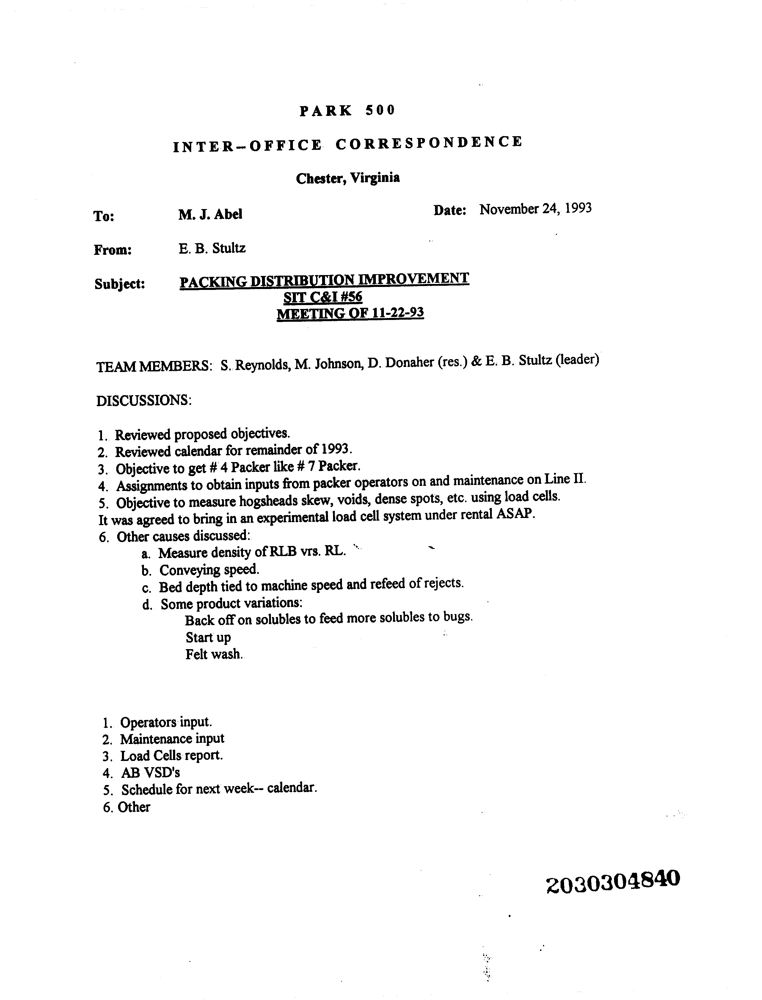 PARK 500
INTER-OFFICE CORRESPONDENCE
Chester, Virginia
To: M. J. Abel Date: November 24, 1993
From: E. B. Stultz
Subject: PACKING DISTRIBUTION IMPROVEMENT
SIT C&I #56
MEETING OF 11-22-93
TEAM MEMBERS: S. Reynolds, M. Johnson, D. Donaher (res.) & E. B. Stultz (leader)
DISCUSSIONS:
1. Reviewed proposed objectives.
2. Reviewed calendar for remainder of 1993.
3. Objective to get # 4 Packer like # 7 Packer.
4. Assignments to obtain inputs from packer operators on and maintenance on Line II.
5. Objective to measure hogsheads skew, voids, dense spots, etc. using load cells.
It was agreed to bring in an experimental load cell system under rental ASAP.
6. Other causes discussed:
a. Measure density of RLB vrs. RL.
b. Conveying speed.
c. Bed depth tied to machine speed and refeed of rejects.
d. Some product variations:
Back off on solubles to feed more solubles to bugs.
Start up
Felt wash.
1. Operators input.
2. Maintenance input
3. Load Cells report.
4. AB VSD's
5. Schedule for next week-- calendar.
6. Other
2030304840